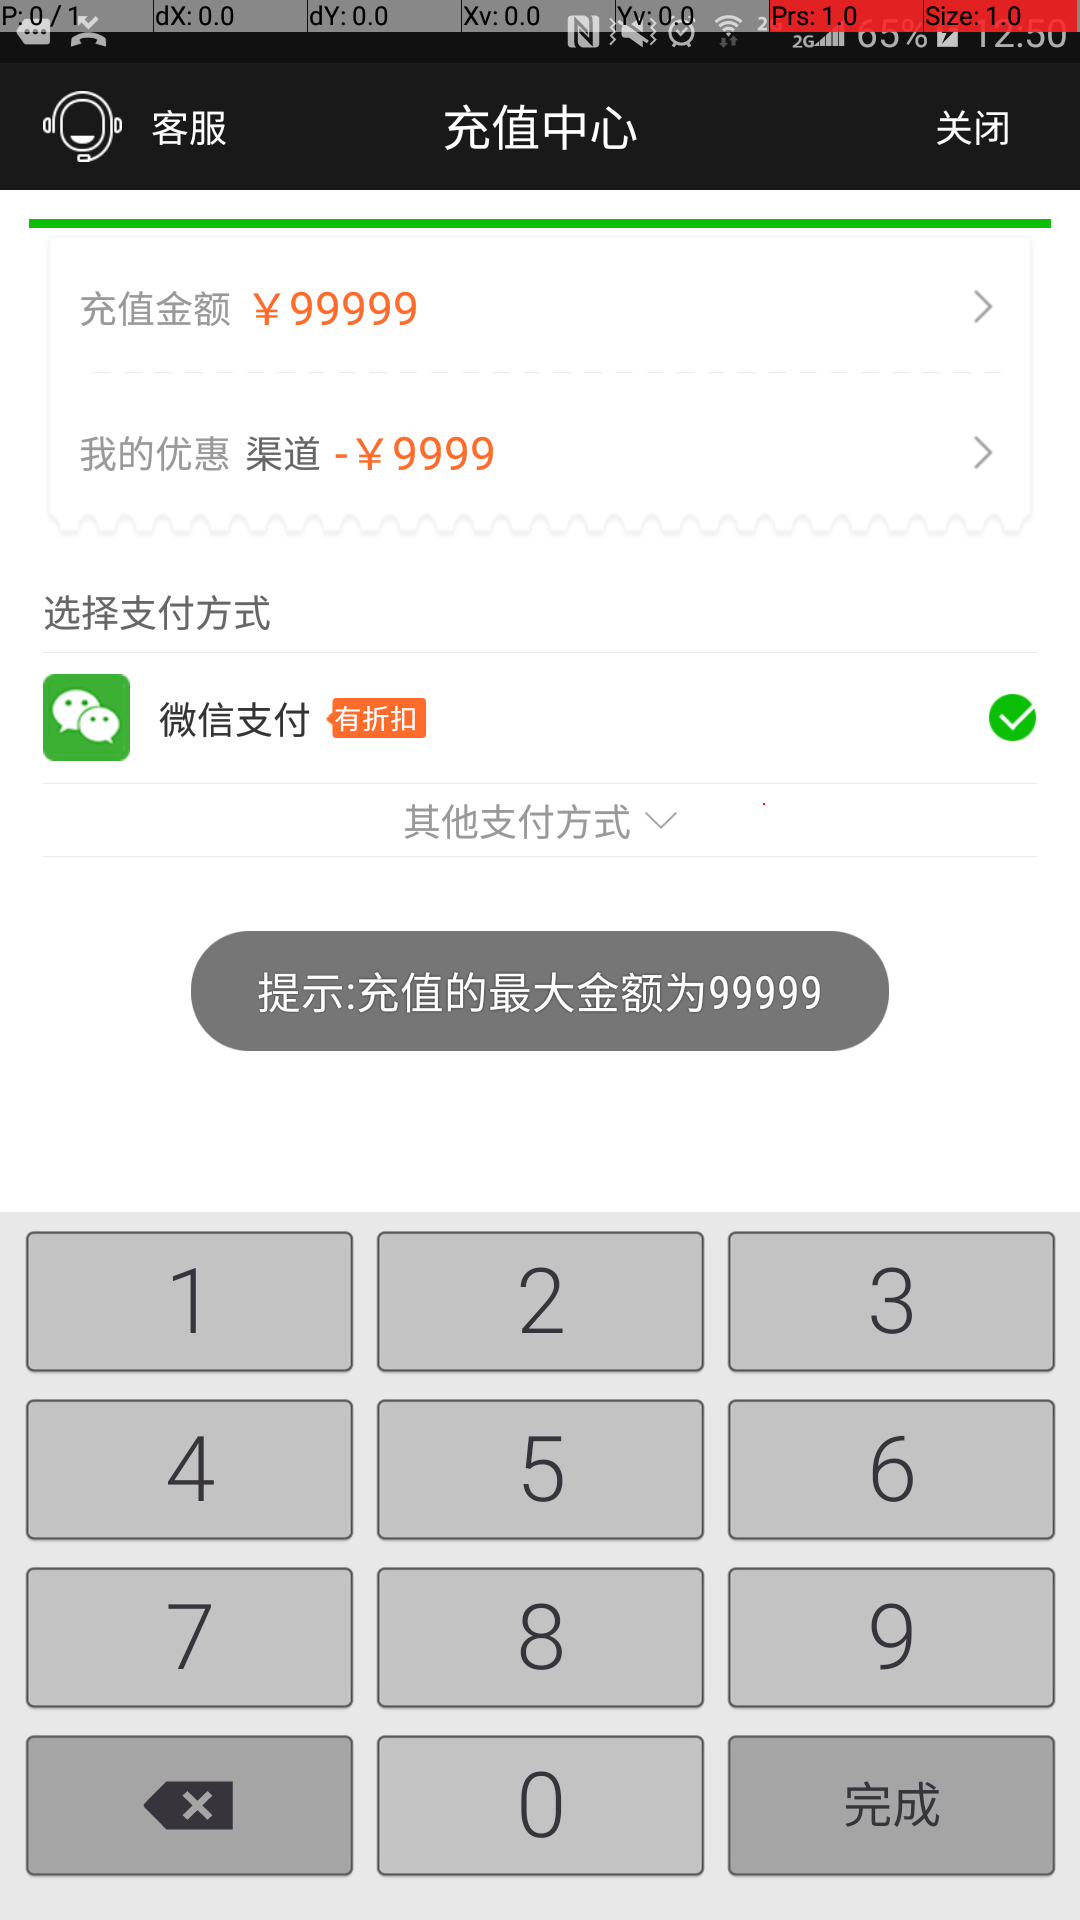 P: 0 / 1 dX: 0.0 dY: 0.0 Xv: 0.0 Yv: 0.0 Prs: 1.0 Size: 1.0
2G 65% 12:50
客服 充值中心 关闭
充值金额 ￥99999
我的优惠 渠道 -￥9999
选择支付方式
微信支付 有折扣
其他支付方式
提示:充值的最大金额为99999
1 2 3
4 5 6
7 8 9
0 完成